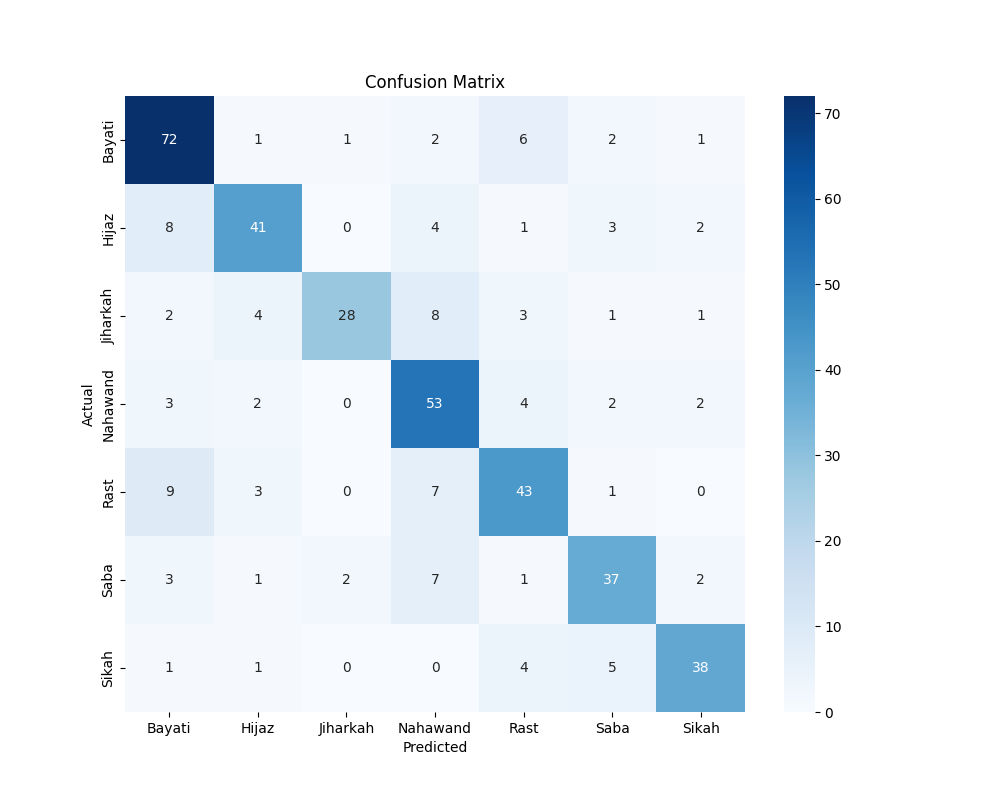 Confusion Matrix
Actual
Bayati 72 1 1 2 6 2 1
Hijaz 8 41 0 4 1 3 2
Jiharkah 2 4 28 8 3 1 1
Nahawand 3 2 0 53 4 2 2
Rast 9 3 0 7 43 1 0
Saba 3 1 2 7 1 37 2
Sikah 1 1 0 0 4 5 38
Bayati Hijaz Jiharkah Nahawand Rast Saba Sikah
Predicted
70
60
50
40
30
20
10
0